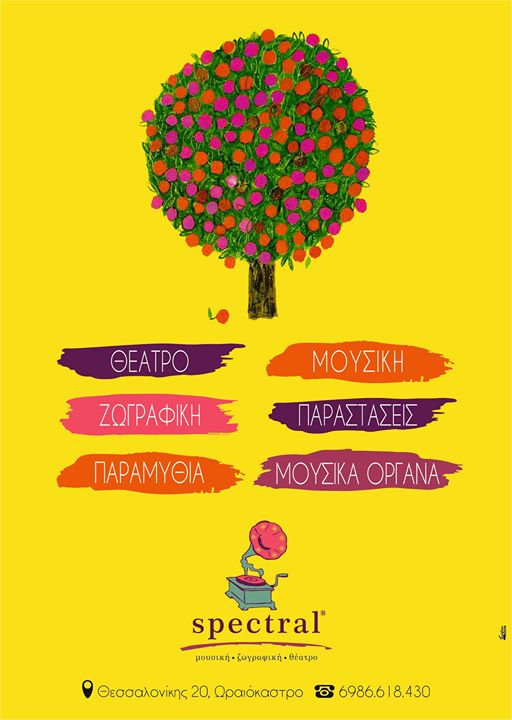 ΘΕΑΤΡΟ ΜΟΥΣΙΚΗ
ΖΩΓΡΑΦΙΚΗ ΠΑΡΑΣΤΑΣΕΙΣ
ΠΑΡΑΜΥΘΙΑ ΜΟΥΣΙΚΑ ΟΡΓΑΝΑ
spectral®
μουσική • ζωγραφική • θέατρο
Θεσσαλονίκης 20, Ωραιόκαστρο 6986.618.430